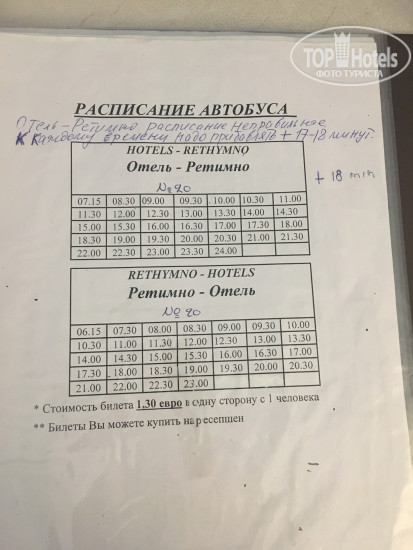 TOPHotels
ФОТО ТУРИСТА
РАСПИСАНИЕ АВТОБУСА
Отель - Ретимно расписание неправильное
К каждому времени надо прибавлять + 17-18 минут.
HOTELS - RETHYMNO
Отель - Ретимно
№ 20
+ 18 min
07.15 08.30 09.00 09.30 10.00 10.30 11.00
11.30 12.00 12.30 13.00 13.30 14.00 14.30
15.00 15.30 16.00 16.30 17.00 17.30 18.00
18.30 19.00 19.30 20.00 20.30 21.00 21.30
22.00 22.30 23.00 23.30 24.00
RETHYMNO - HOTELS
Ретимно - Отель
№ 20
06.15 07.30 08.00 08.30 09.00 09.30 10.00
10.30 11.00 11.30 12.00 12.30 13.00 13.30
14.00 14.30 15.00 15.30 16.00 16.30 17.00
17.30 18.00 18.30 19.00 19.30 20.00 20.30
21.00 22.00 22.30 23.00
* Стоимость билета 1.30 евро в одну сторону с 1 человека
** Билеты Вы можете купить на ресепшен